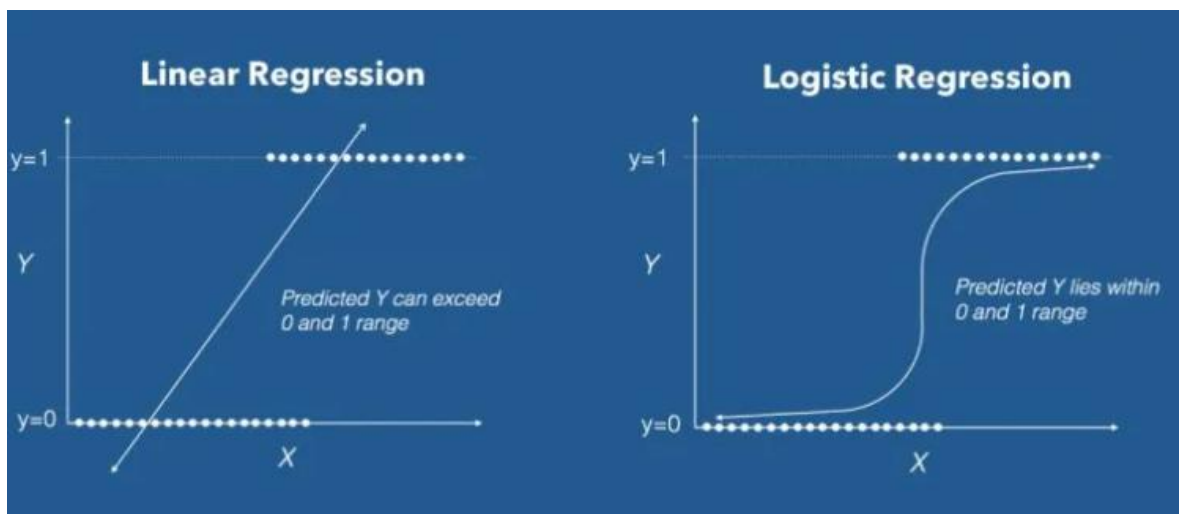 Linear Regression
y=1
Y
Predicted Y can exceed
0 and 1 range
y=0
X
Logistic Regression
y=1
Y
Predicted Y lies within
0 and 1 range
y=0
X